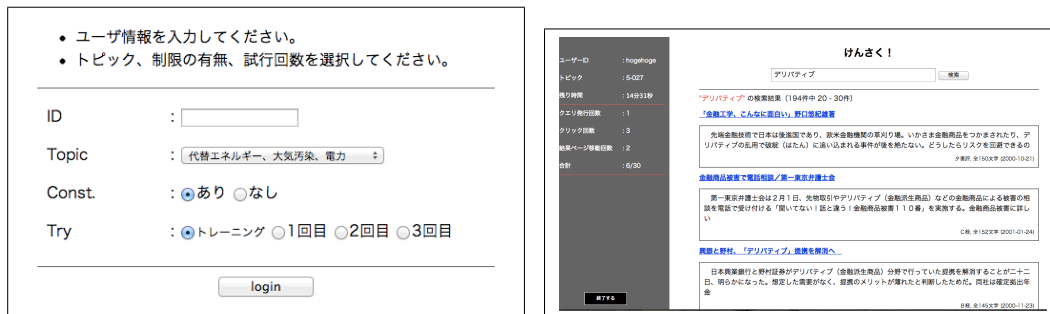 • ユーザ情報を入力してください。
• トピック、制限の有無、試行回数を選択してください。
ID :
Topic : 代替エネルギー、大気汚染、電力
Const. : あり なし
Try : トレーニング 1回目 2回目 3回目
login
ユーザーID : hogehoge
トピック : 5-027
残り時間 : 14分31秒
クエリ発行回数 : 1
クリック回数 : 3
結果ページ移動回数 : 2
合計 : 6/30
終了する
けんさく！
デリバティブ 検索
"デリバティブ" の検索結果（194件中 20 - 30件）
「金融工学、こんなに面白い」野口悠紀雄著
先端金融技術で日本は後進国であり、欧米金融機関の草刈り場。いかさま金融商品をつかまされたり、デ
リバティブの乱用で破綻（はたん）に追い込まれる事件が後を絶たない。どうしたらリスクを回避できるの
夕書評, 全150文字 (2000-10-21)
金融商品被害で電話相談／第一東京弁護士会
第一東京弁護士会は２月１日、先物取引やデリバティブ（金融派生商品）などの金融商品による被害の相
談を電話で受け付ける「聞いてない！話と違う！金融商品被害１１０番」を実施する。金融商品被害に詳し
い
C経, 全152文字 (2001-01-24)
興銀と野村、「デリバティブ」提携を解消へ
日本興業銀行と野村証券がデリバティブ（金融派生商品）分野で行っていた提携を解消することが二十二
日、明らかになった。想定した需要がなく、提携のメリットが薄れたと判断したためだ。同社は確定拠出年
金
B経, 全146文字 (2000-11-23)